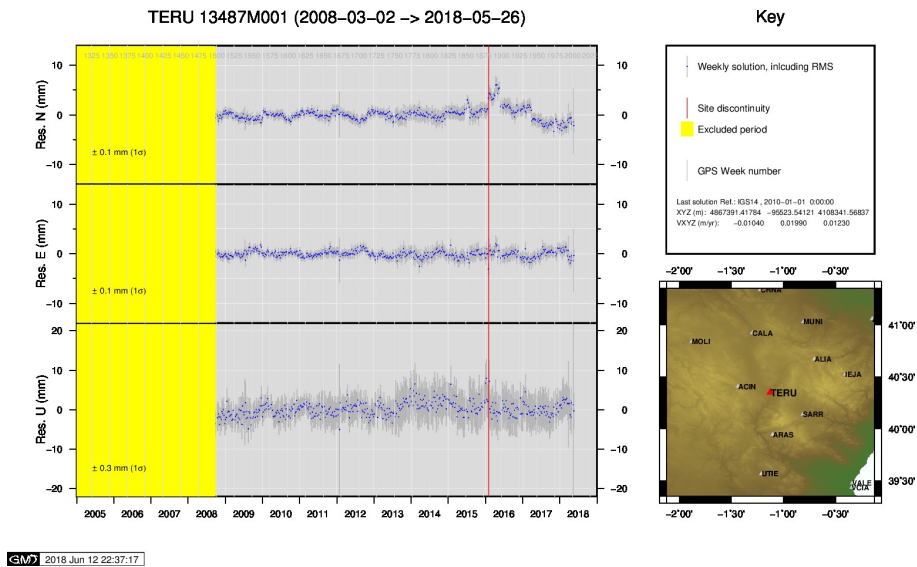 TERU 13487M001 (2008−03−02 −> 2018−05−26)
Key
Res. N (mm)
10
0
−10
± 0.1 mm (1σ)
10
0
−10
Res. E (mm)
10
0
−10
± 0.1 mm (1σ)
10
0
−10
Res. U (mm)
20
10
0
−10
−20
± 0.3 mm (1σ)
20
10
0
−10
−20
2005 2006 2007 2008 2009 2010 2011 2012 2013 2014 2015 2016 2017 2018
Weekly solution, inlcuding RMS
Site discontinuity
Excluded period
GPS Week number
Last solution Ref.: IGS14 , 2010−01−01 0:00:00
XYZ (m): 4867391.41784 −95523.54121 4108341.56837
VXYZ (m/yr): −0.01040 0.01990 0.01230
−2˚00' −1˚30' −1˚00' −0˚30'
MUNI
CALA
MOLI
ALIA
IEJA
ACIN
TERU
SARR
ARAS
UTIE
41˚00'
40˚30'
40˚00'
39˚30'
−2˚00' −1˚30' −1˚00' −0˚30'
GMT 2018 Jun 12 22:37:17